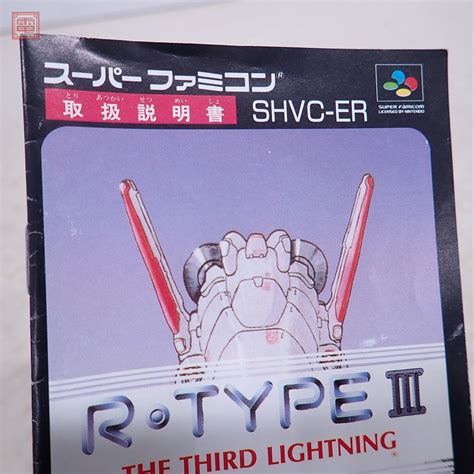 スーパーファミコン®
とり あつかい せつ めい しょ
取扱説明書
SHVC-ER
SUPER FAMICOM
LICENSED BY NINTENDO
R・TYPE III
THE THIRD LIGHTNING®